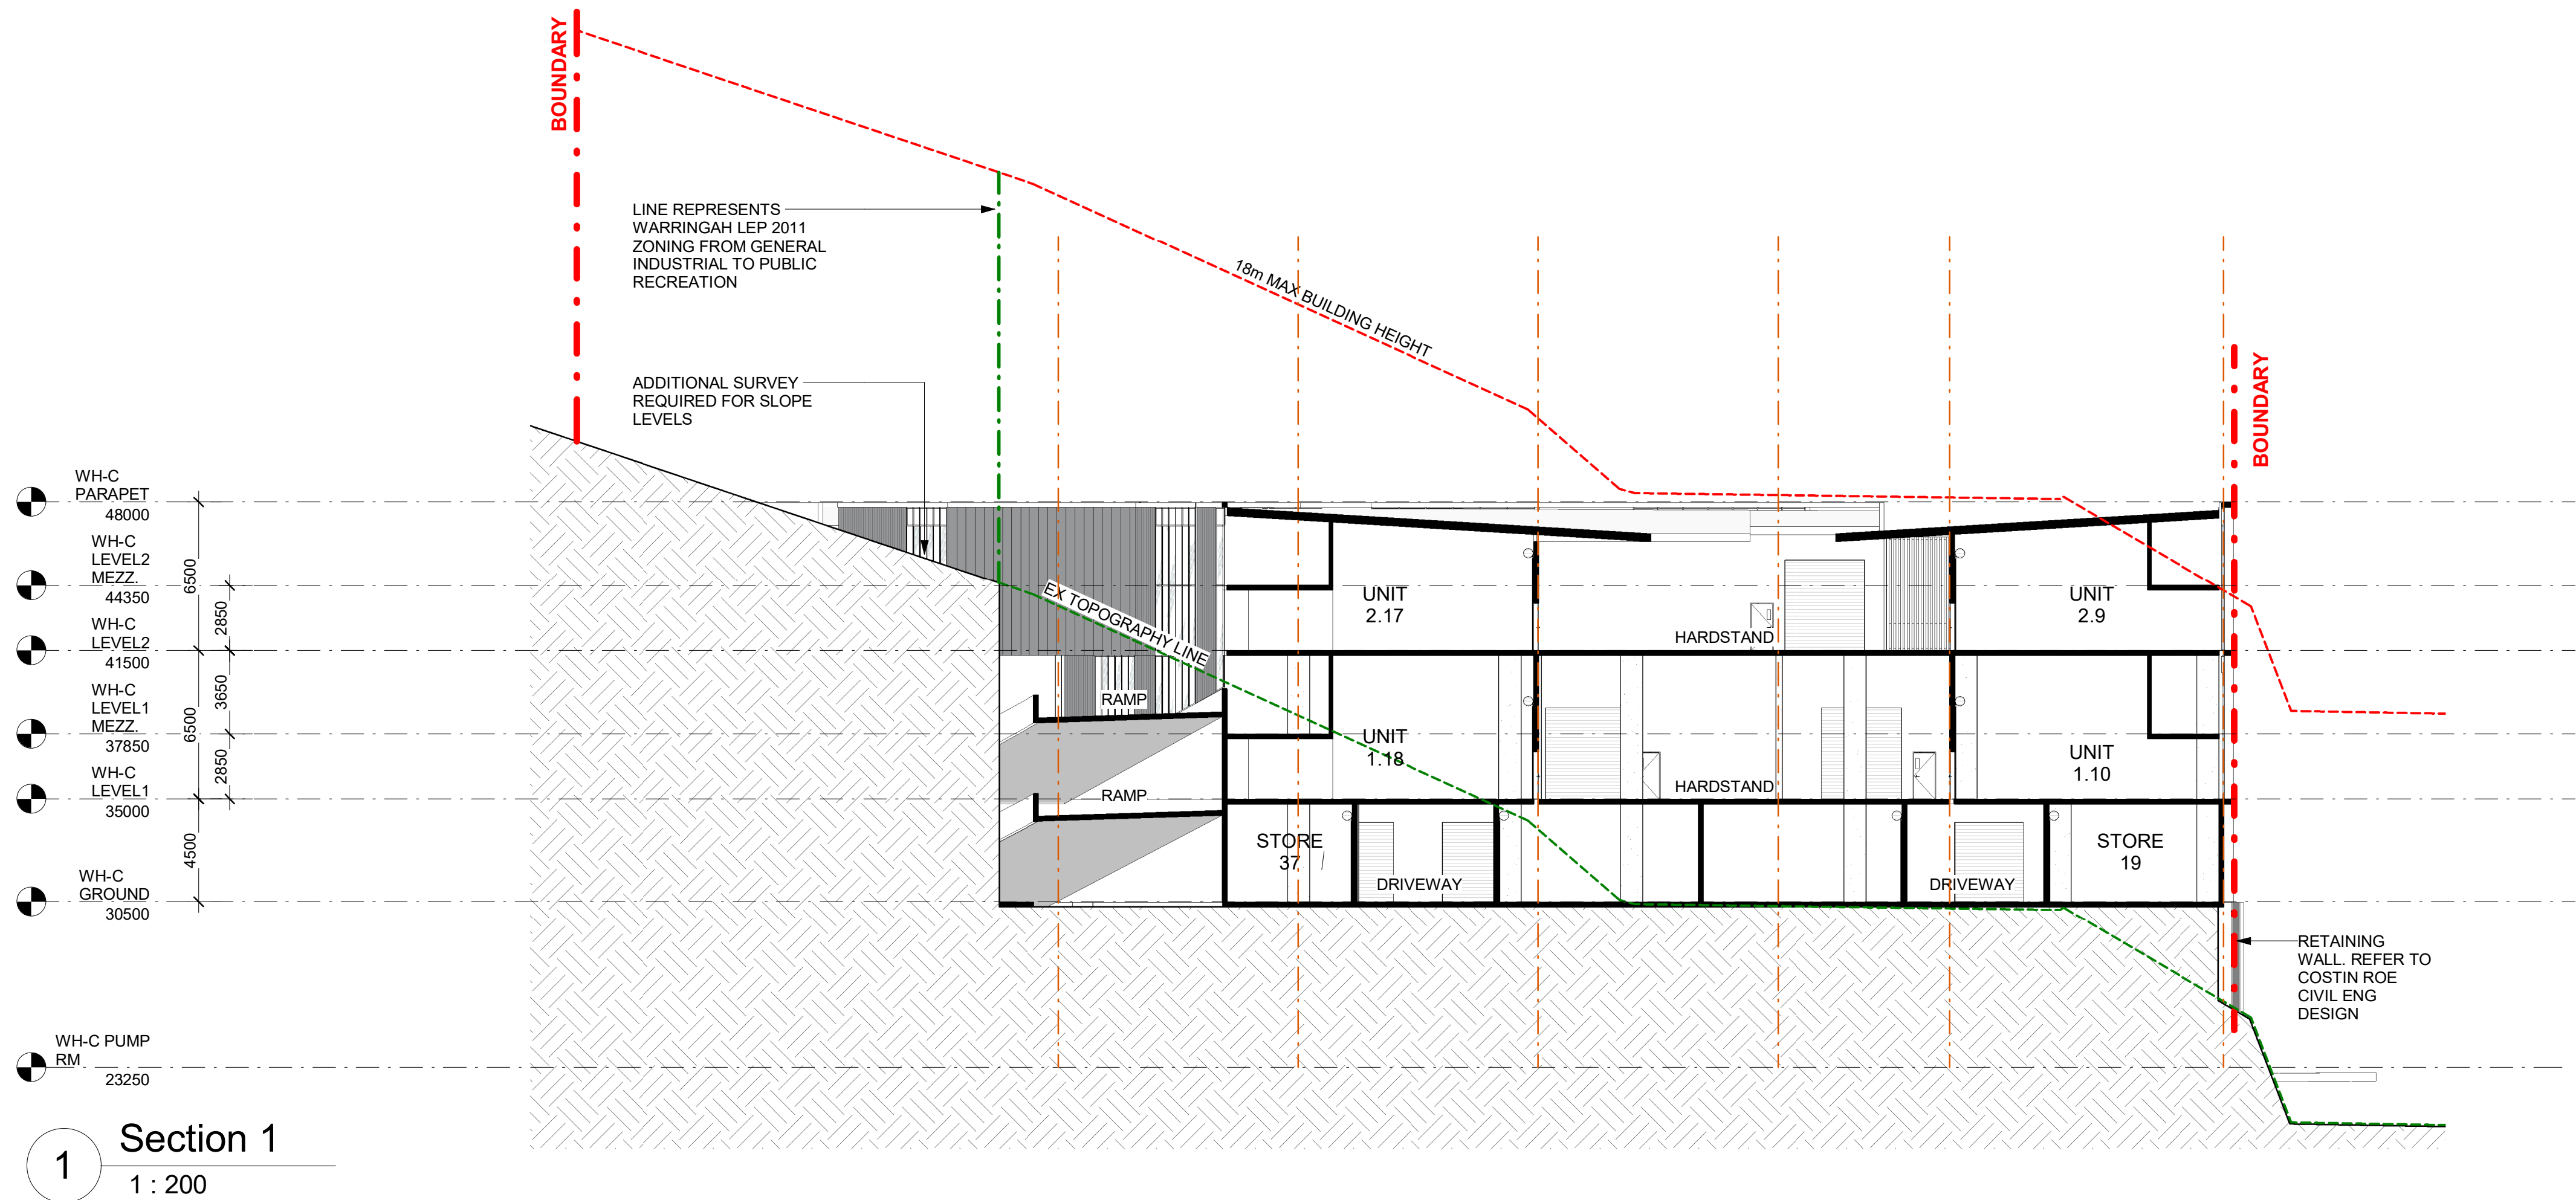 BOUNDARY
LINE REPRESENTS
WARRINGAH LEP 2011
ZONING FROM GENERAL
INDUSTRIAL TO PUBLIC
RECREATION
18m MAX BUILDING HEIGHT
ADDITIONAL SURVEY
REQUIRED FOR SLOPE
LEVELS
BOUNDARY
WH-C
PARAPET
48000
WH-C
LEVEL2
MEZZ.
44350
WH-C
LEVEL2
41500
WH-C
LEVEL1
MEZZ.
37850
WH-C
LEVEL1
35000
WH-C
GROUND
30500
WH-C PUMP
RM
23250
6500
2850
3650
6500
2850
4500
EX TOPOGRAPHY LINE
UNIT
2.17
HARDSTAND
UNIT
2.9
RAMP
UNIT
1.18
HARDSTAND
UNIT
1.10
RAMP
STORE
37
DRIVEWAY
DRIVEWAY
STORE
19
RETAINING
WALL. REFER TO
COSTIN ROE
CIVIL ENG
DESIGN
1
Section 1
1 : 200